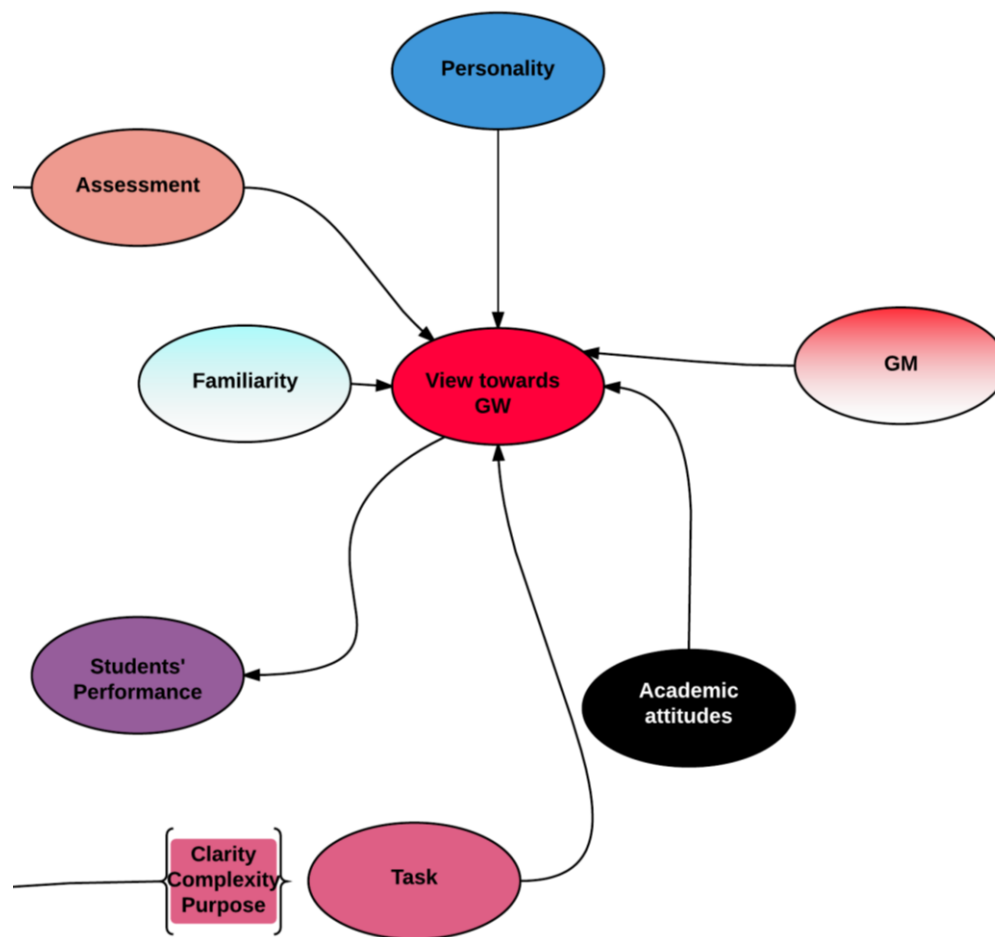 Personality
Assessment
GM
Familiarity
View towards
GW
Students'
Performance
Academic
attitudes
Clarity
Complexity
Purpose
Task